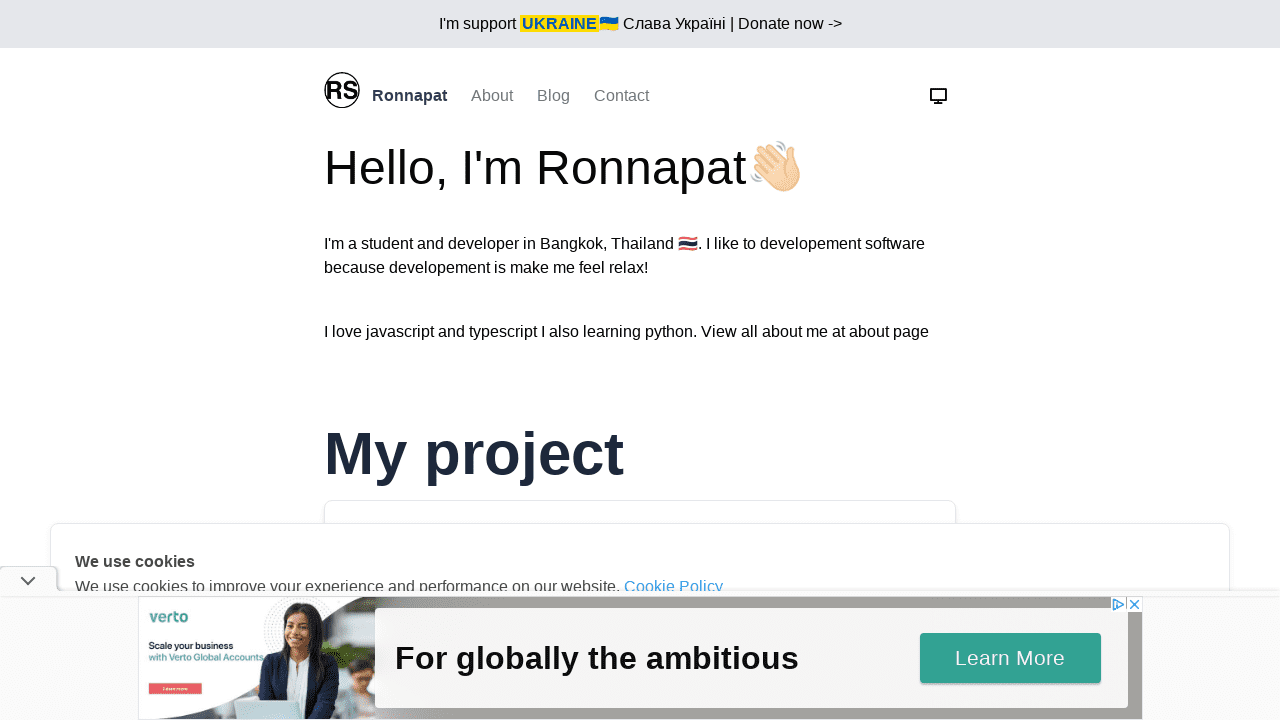 I'm support UKRAINE🇺🇦 Слава Україні | Donate now ->
RS Ronnapat About Blog Contact
Hello, I'm Ronnapat👋🏻
I'm a student and developer in Bangkok, Thailand 🇹🇭. I like to developement software
because developement is make me feel relax!
I love javascript and typescript I also learning python. View all about me at about page
My project
We use cookies
We use cookies to improve your experience and performance on our website. Cookie Policy
verto
Scale your business
with Verto Global Accounts
Learn more
For globally the ambitious
Learn More